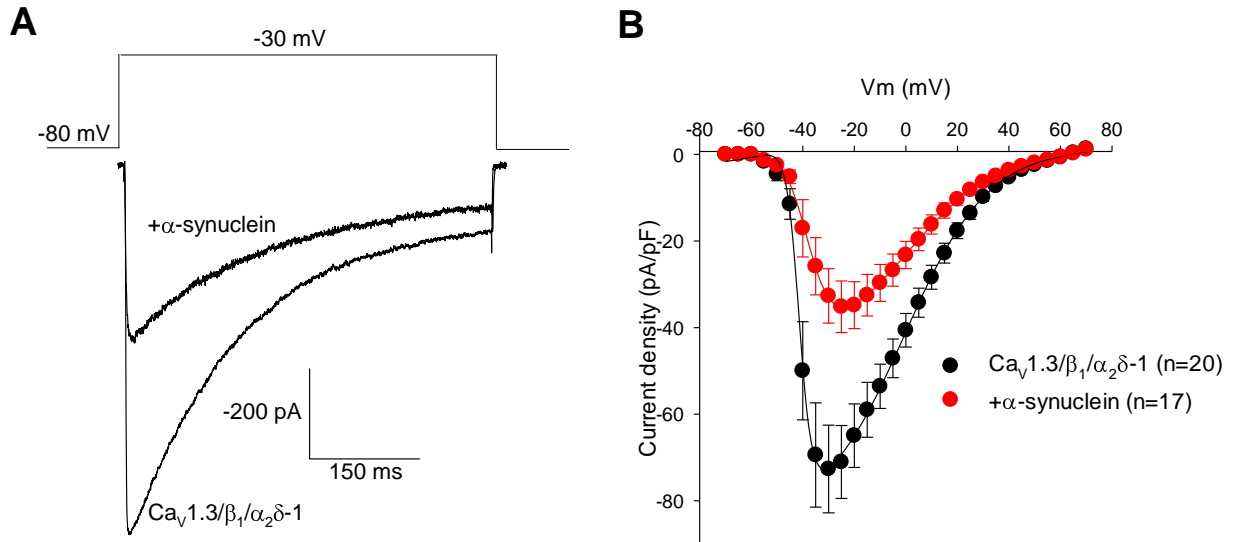 A
-30 mV
-80 mV
+α-synuclein
-200 pA
150 ms
CaV1.3/β1/α2δ-1
B
Vm (mV)
-80 -60 -40 -20 0 20 40 60 80
0
-20
-40
-60
-80
Current density (pA/pF)
CaV1.3/β1/α2δ-1 (n=20)
+α-synuclein (n=17)